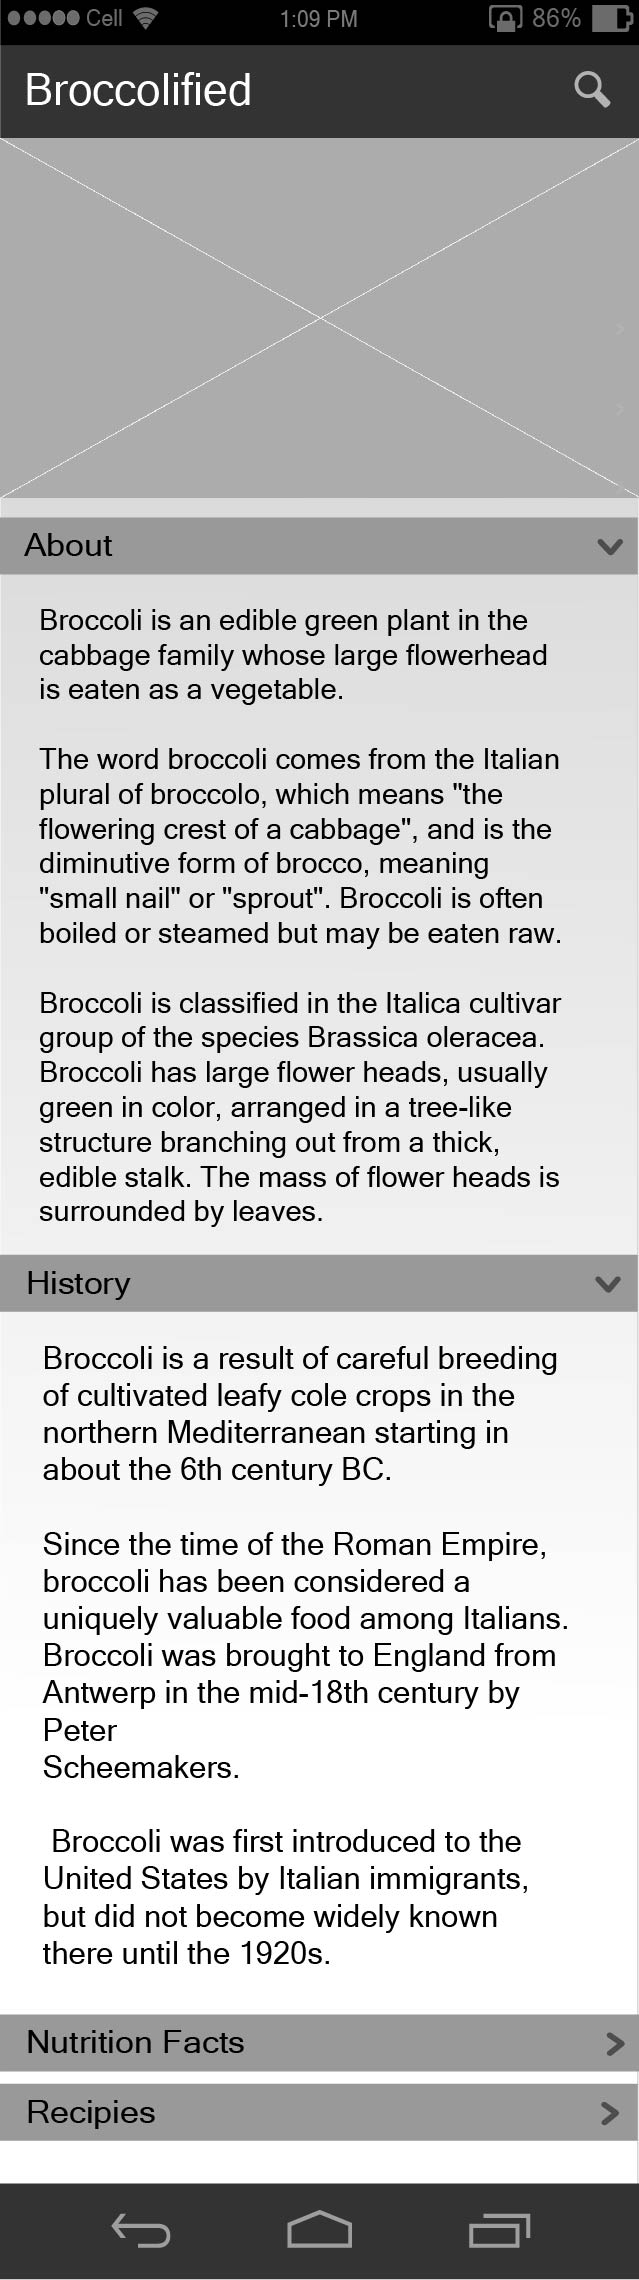 Cell 1:09 PM 86%
Broccolified
About
Broccoli is an edible green plant in the
cabbage family whose large flowerhead
is eaten as a vegetable.
The word broccoli comes from the Italian
plural of broccolo, which means "the
flowering crest of a cabbage", and is the
diminutive form of brocco, meaning
"small nail" or "sprout". Broccoli is often
boiled or steamed but may be eaten raw.
Broccoli is classified in the Italica cultivar
group of the species Brassica oleracea.
Broccoli has large flower heads, usually
green in color, arranged in a tree-like
structure branching out from a thick,
edible stalk. The mass of flower heads is
surrounded by leaves.
History
Broccoli is a result of careful breeding
of cultivated leafy cole crops in the
northern Mediterranean starting in
about the 6th century BC.
Since the time of the Roman Empire,
broccoli has been considered a
uniquely valuable food among Italians.
Broccoli was brought to England from
Antwerp in the mid-18th century by
Peter
Scheemakers.
Broccoli was first introduced to the
United States by Italian immigrants,
but did not become widely known
there until the 1920s.
Nutrition Facts
Recipies